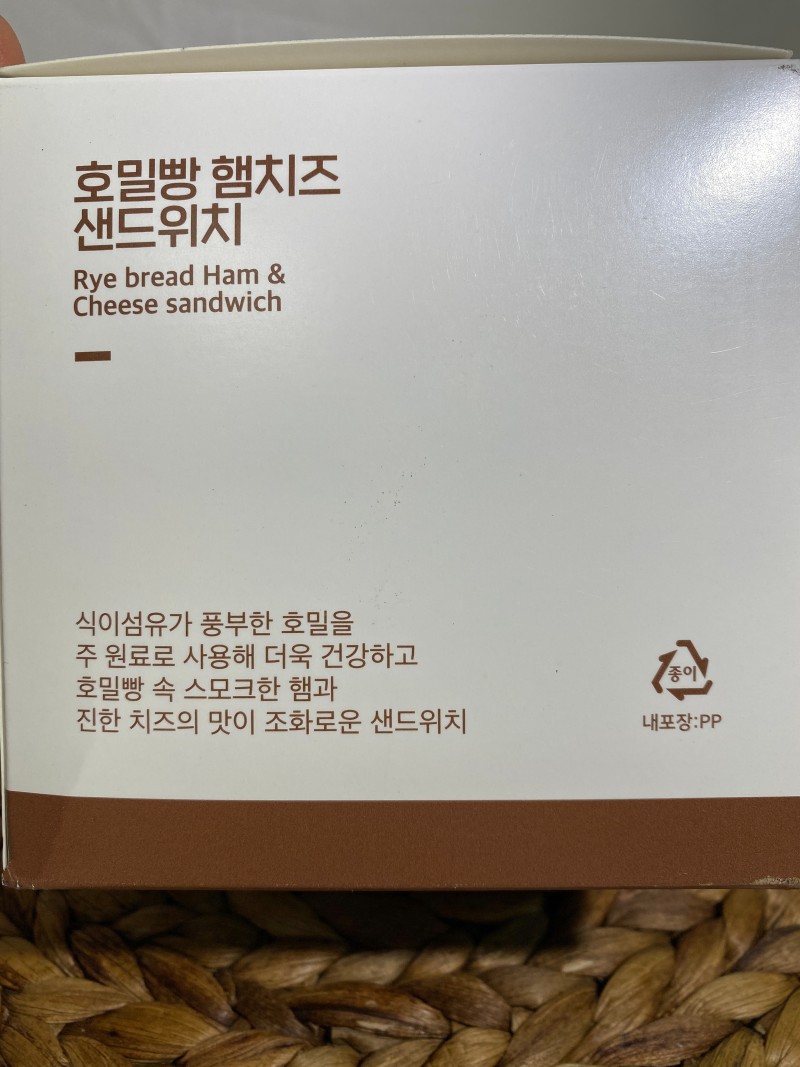 호밀빵 햄치즈
샌드위치
Rye bread Ham &
Cheese sandwich
식이섬유가 풍부한 호밀을
주 원료로 사용해 더욱 건강하고
호밀빵 속 스모크한 햄과
진한 치즈의 맛이 조화로운 샌드위치
종이
내포장:PP